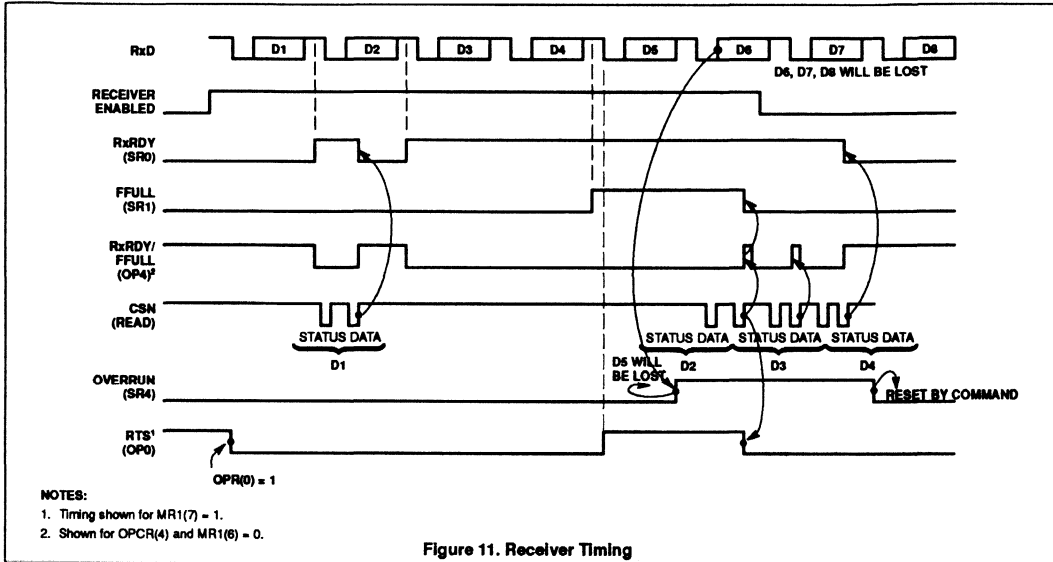 RxD
D1 D2 D3 D4 D5 D6 D7 D8
D6, D7, D8 WILL BE LOST
RECEIVER
ENABLED
RxRDY
(SR0)
FFULL
(SR1)
RxRDY/
FFULL
(OP4)²
CSN
(READ)
STATUS DATA STATUS DATA STATUS DATA STATUS DATA
D1 D2 D3 D4
D5 WILL
BE LOST
OVERRUN
(SR4)
RESET BY COMMAND
RTS¹
(OP0)
OPR(0) = 1
NOTES:
1. Timing shown for MR1(7) = 1.
2. Shown for OPCR(4) and MR1(6) = 0.
Figure 11. Receiver Timing